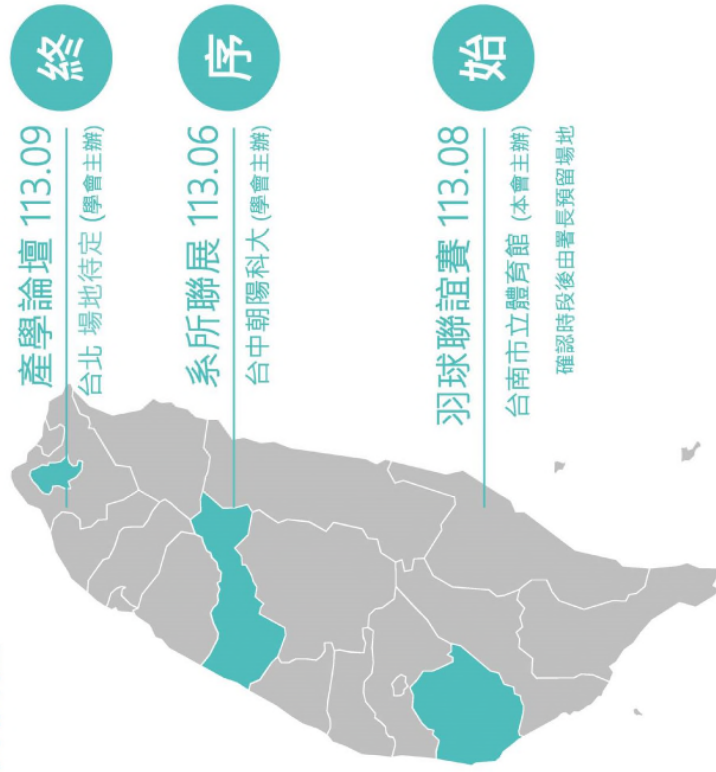 終
產學論壇 113.09
台北 場地待定 (學會主辦)
序
系所聯展 113.06
台中朝陽科大 (學會主辦)
始
羽球聯誼賽 113.08
台南市立體育館 (本會主辦)
確認時段後由署長預留場地